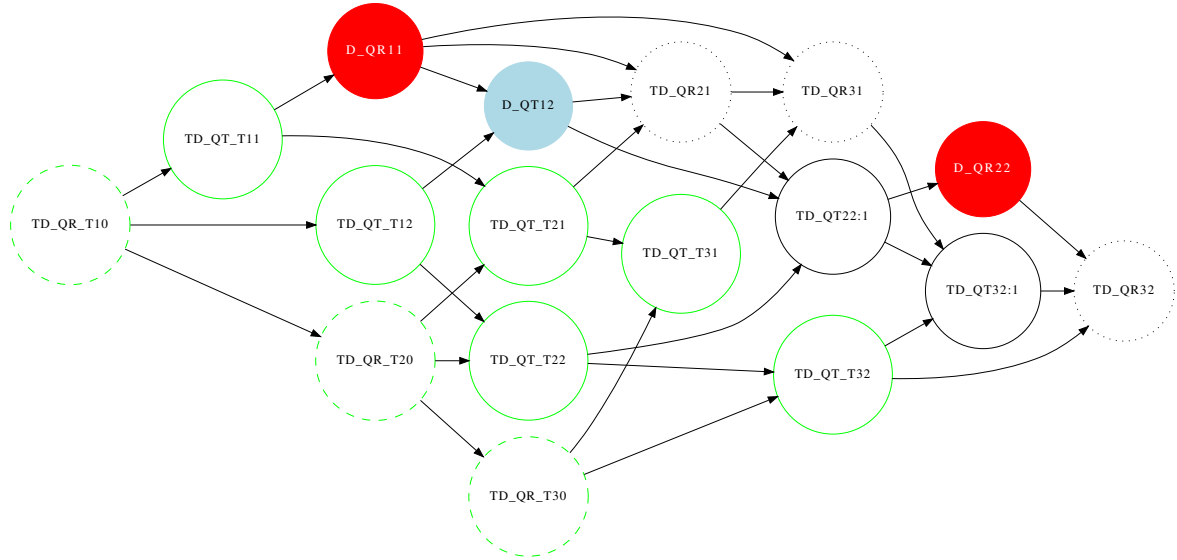 D_QR11
TD_QR21
TD_QR31
D_QT12
TD_QT_T11
D_QR22
TD_QR_T10
TD_QT_T12
TD_QT_T21
TD_QT22:1
TD_QT_T31
TD_QT32:1
TD_QR32
TD_QR_T20
TD_QT_T22
TD_QT_T32
TD_QR_T30